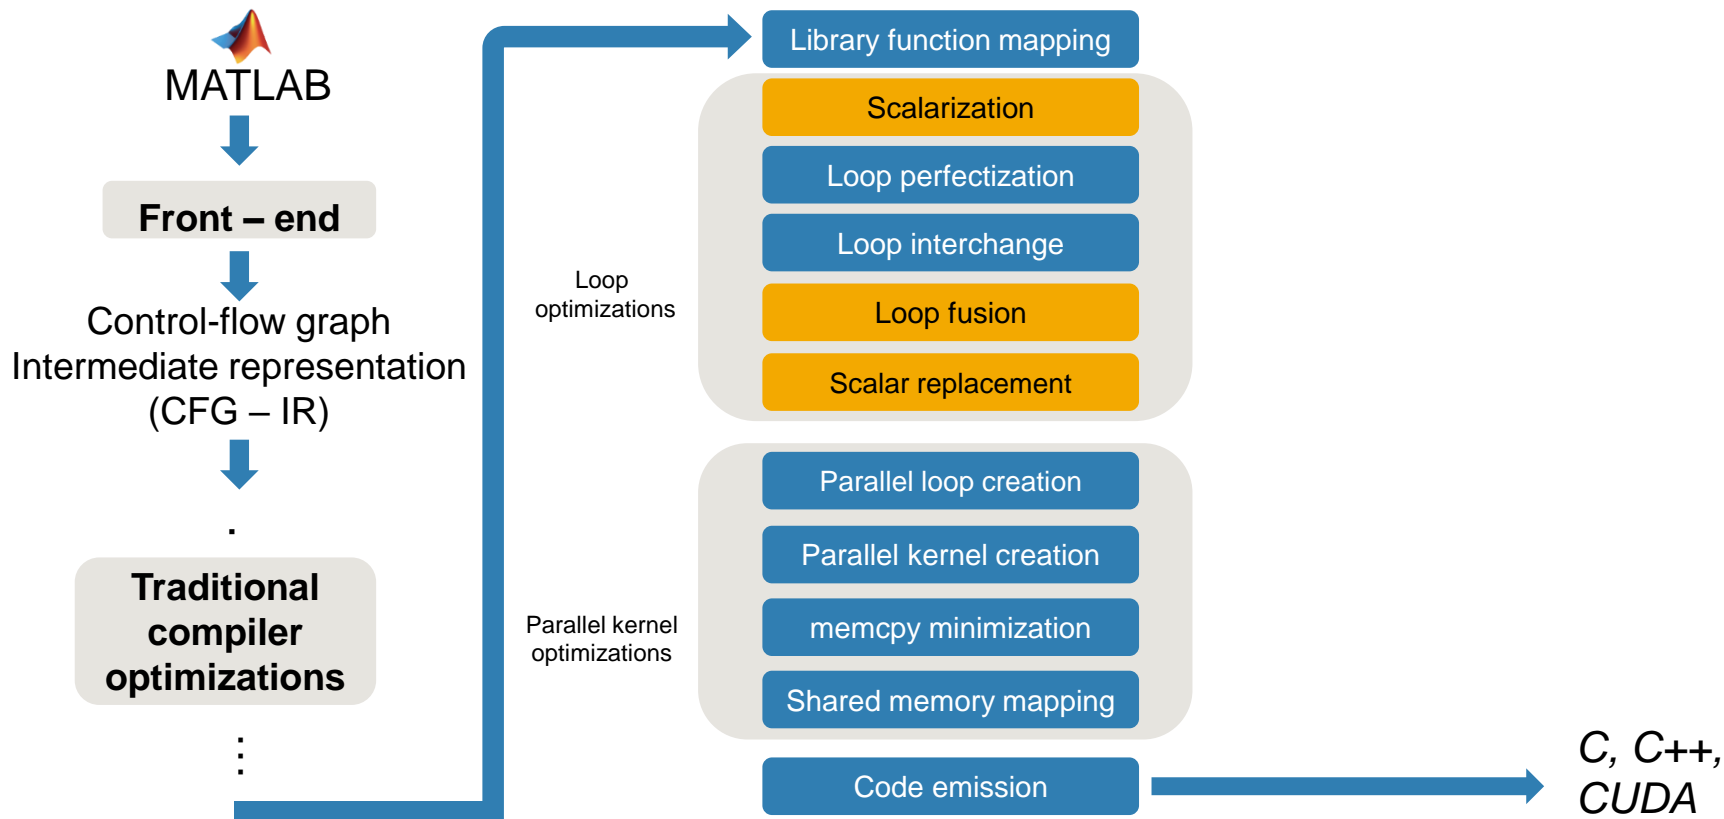 MATLAB
Front – end
Control-flow graph
Intermediate representation
(CFG – IR)
.
Traditional
compiler
optimizations
⋮
Library function mapping
Loop
optimizations
Scalarization
Loop perfectization
Loop interchange
Loop fusion
Scalar replacement
Parallel kernel
optimizations
Parallel loop creation
Parallel kernel creation
memcpy minimization
Shared memory mapping
Code emission
C, C++,
CUDA